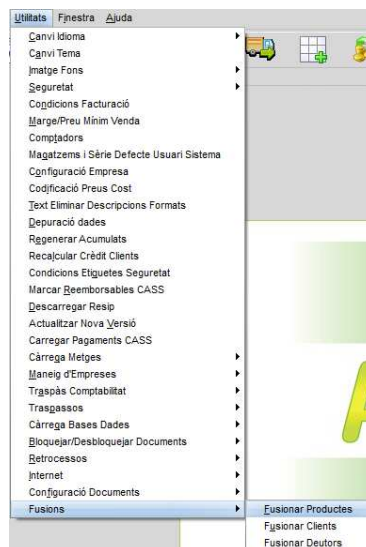 Utilitats Finestra Ajuda
Canvi Idioma
Canvi Tema
Imatge Fons
Seguretat
Condicions Facturació
Marge/Preu Mínim Venda
Comptadors
Magatzems i Sèrie Defecte Usuari Sistema
Configuració Empresa
Codificació Preus Cost
Text Eliminar Descripcions Formats
Depuració dades
Regenerar Acumulats
Recalcular Crèdit Clients
Condicions Etiquetes Seguretat
Marcar Reemborsables CASS
Descarregar Resip
Actualitzar Nova Versió
Carregar Pagaments CASS
Càrrega Metges
Maneig d'Empreses
Traspàs Comptabilitat
Traspassos
Càrrega Bases Dades
Bloquejar/Desbloquejar Documents
Retrocessos
Internet
Configuració Documents
Fusions
Fusionar Productes
Fusionar Clients
Fusionar Deutors